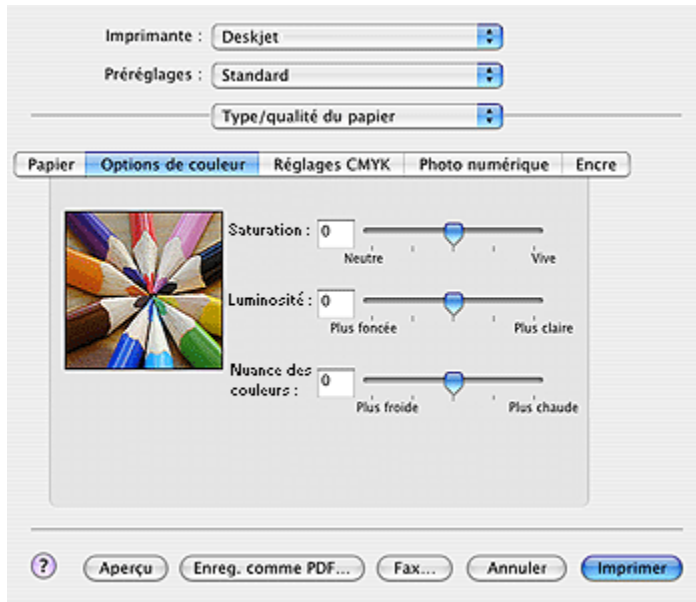 Imprimante : Deskjet
Préréglages : Standard
Type/qualité du papier
Papier Options de couleur Réglages CMYK Photo numérique Encre
Saturation : 0
Neutre Vive
Luminosité : 0
Plus foncée Plus claire
Nuance des
couleurs : 0
Plus froide Plus chaude
? Aperçu Enreg. comme PDF... Fax... Annuler Imprimer